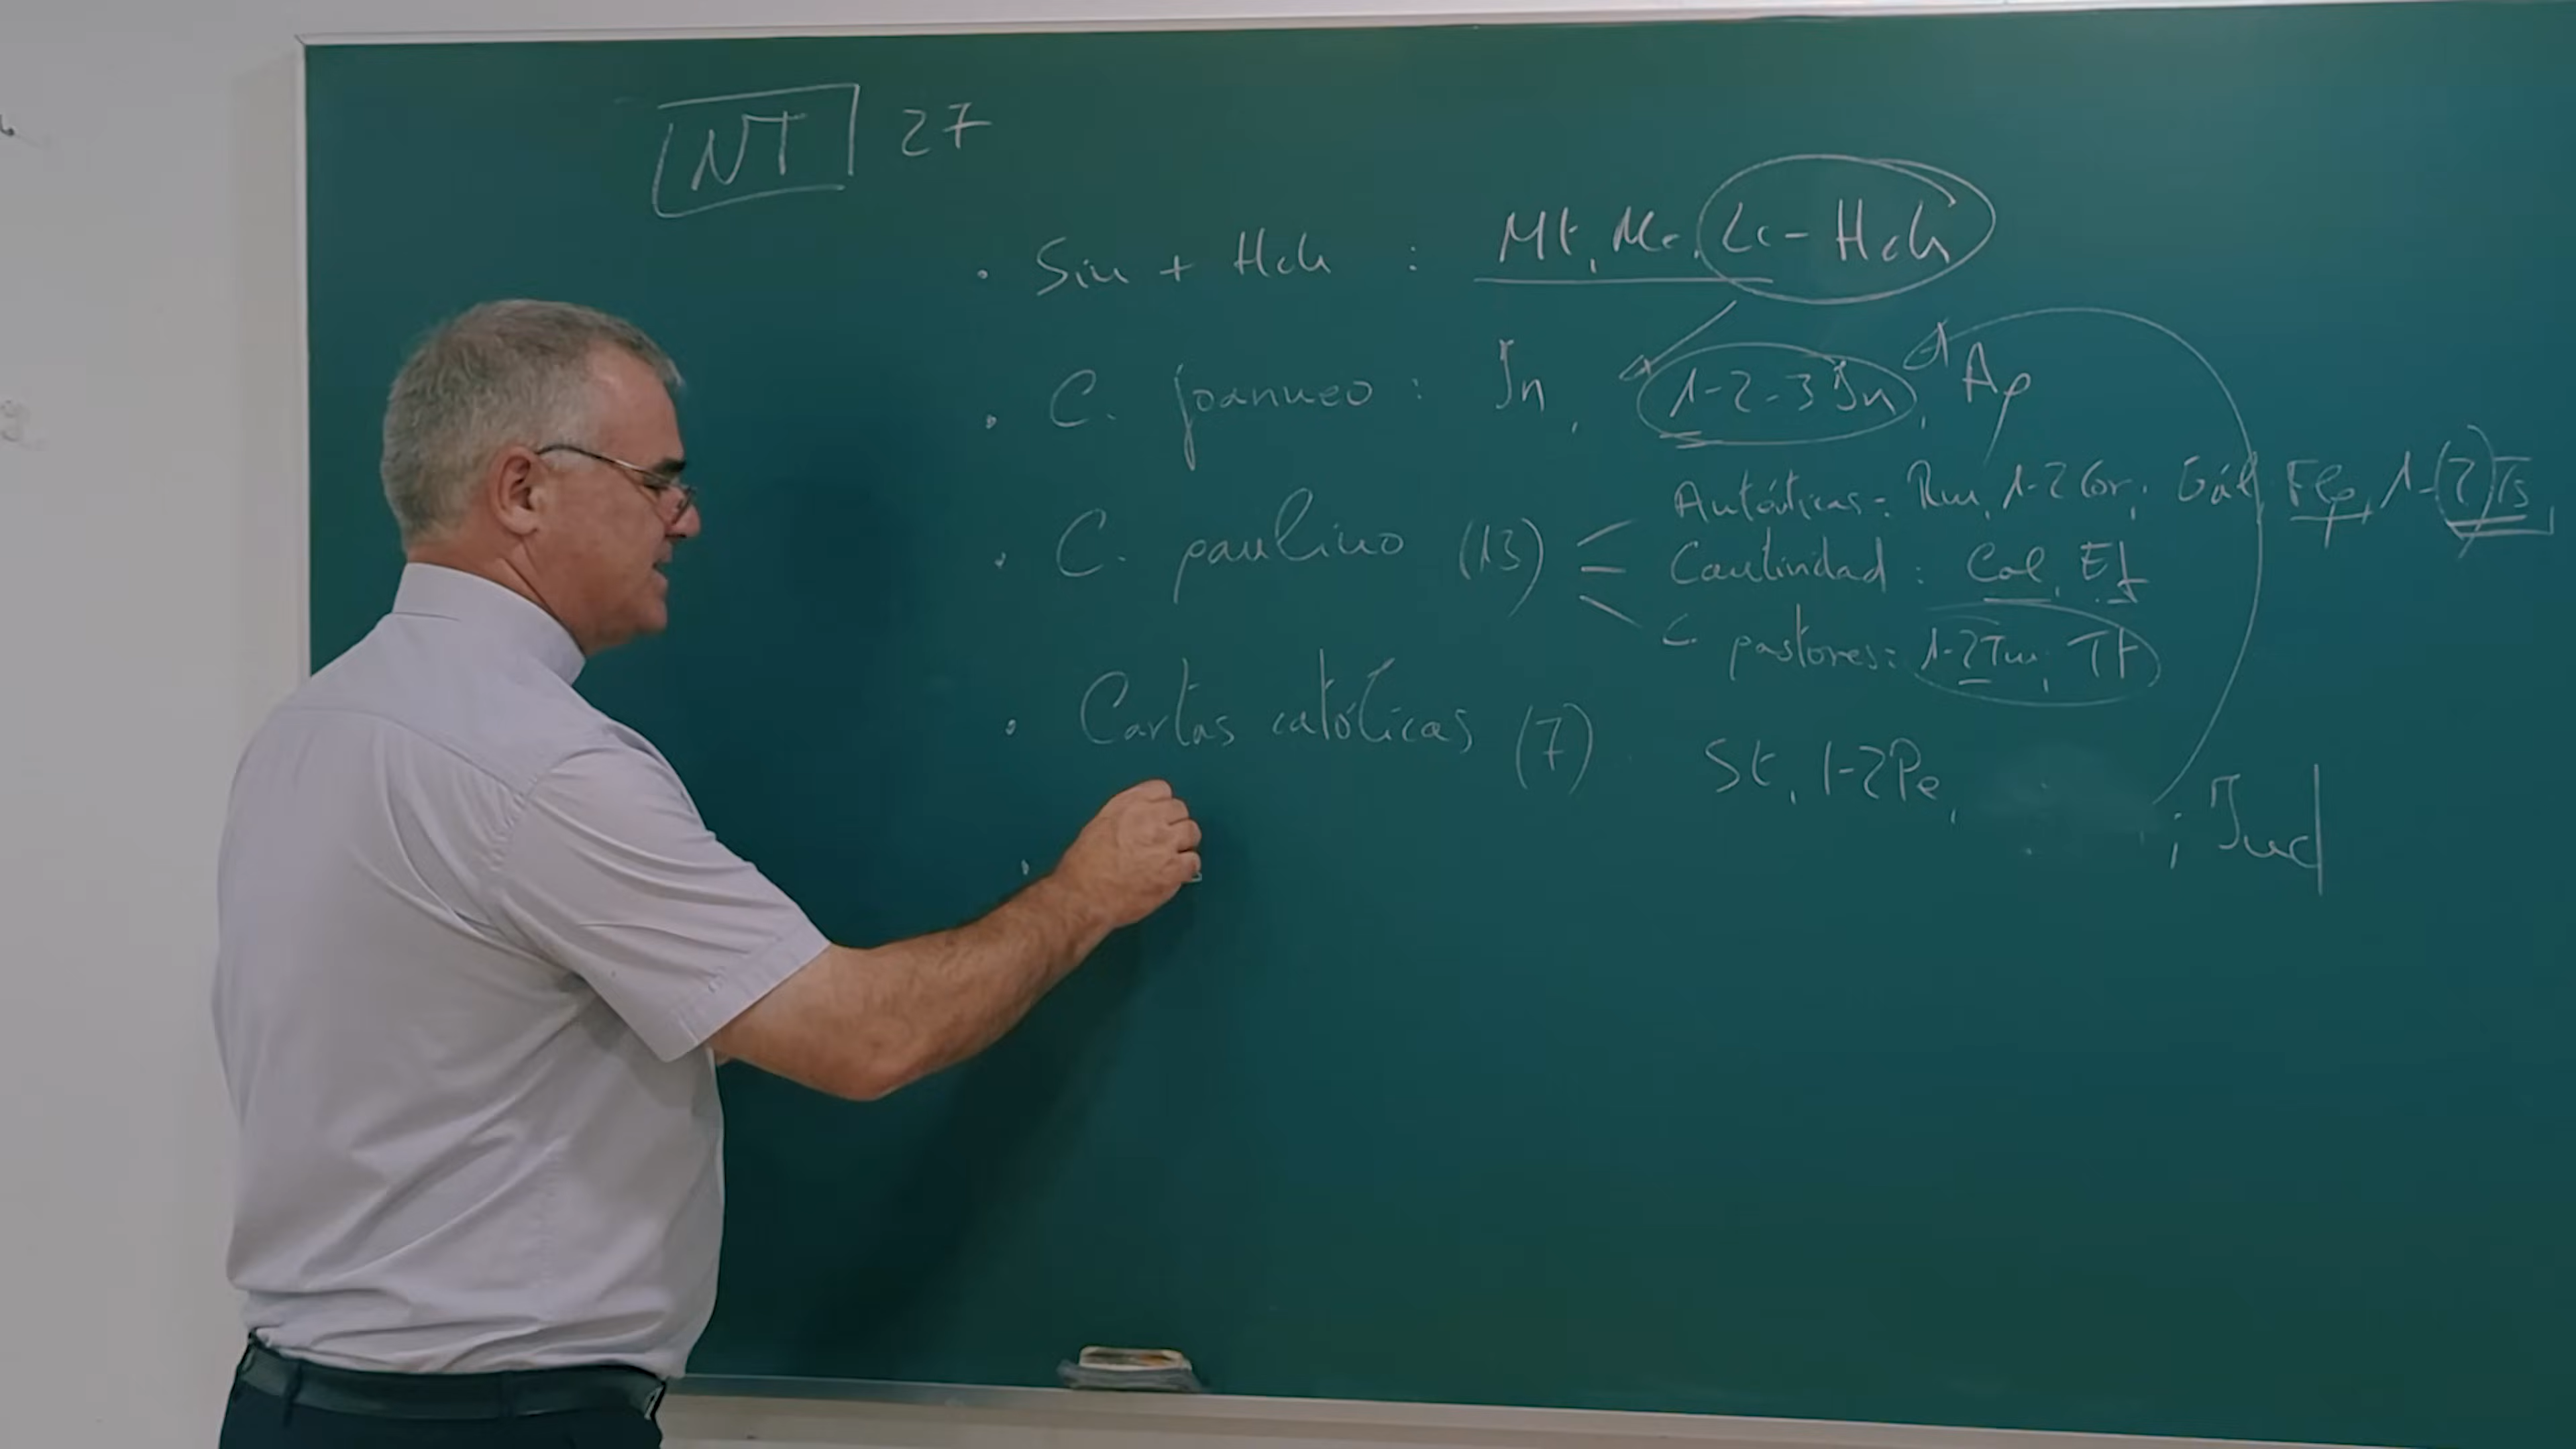 NT 27
· Sin + Hch : Mt, Mc, Lc - Hch
· C. joanneo : Jn, 1-2-3 Jn, Ap
Auténticas: Rm, 1-2 Cor, Gál, Flp, 1-(2) Ts,
· C. paulino (13)
Cautividad : Col, Ef
C. pastores: 1-2 Tm, Tt
· Cartas católicas (7) St, 1-2 Pe, ; Jud
·